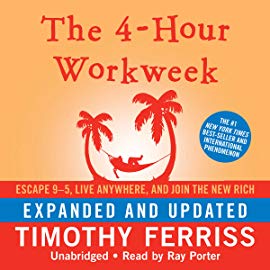 The 4-Hour
Workweek
THE #1
NEW YORK TIMES
BEST-SELLER AND
INTERNATIONAL
PHENOMENON
ESCAPE 9–5, LIVE ANYWHERE, AND JOIN THE NEW RICH
EXPANDED AND UPDATED
TIMOTHY FERRISS
Unabridged • Read by Ray Porter